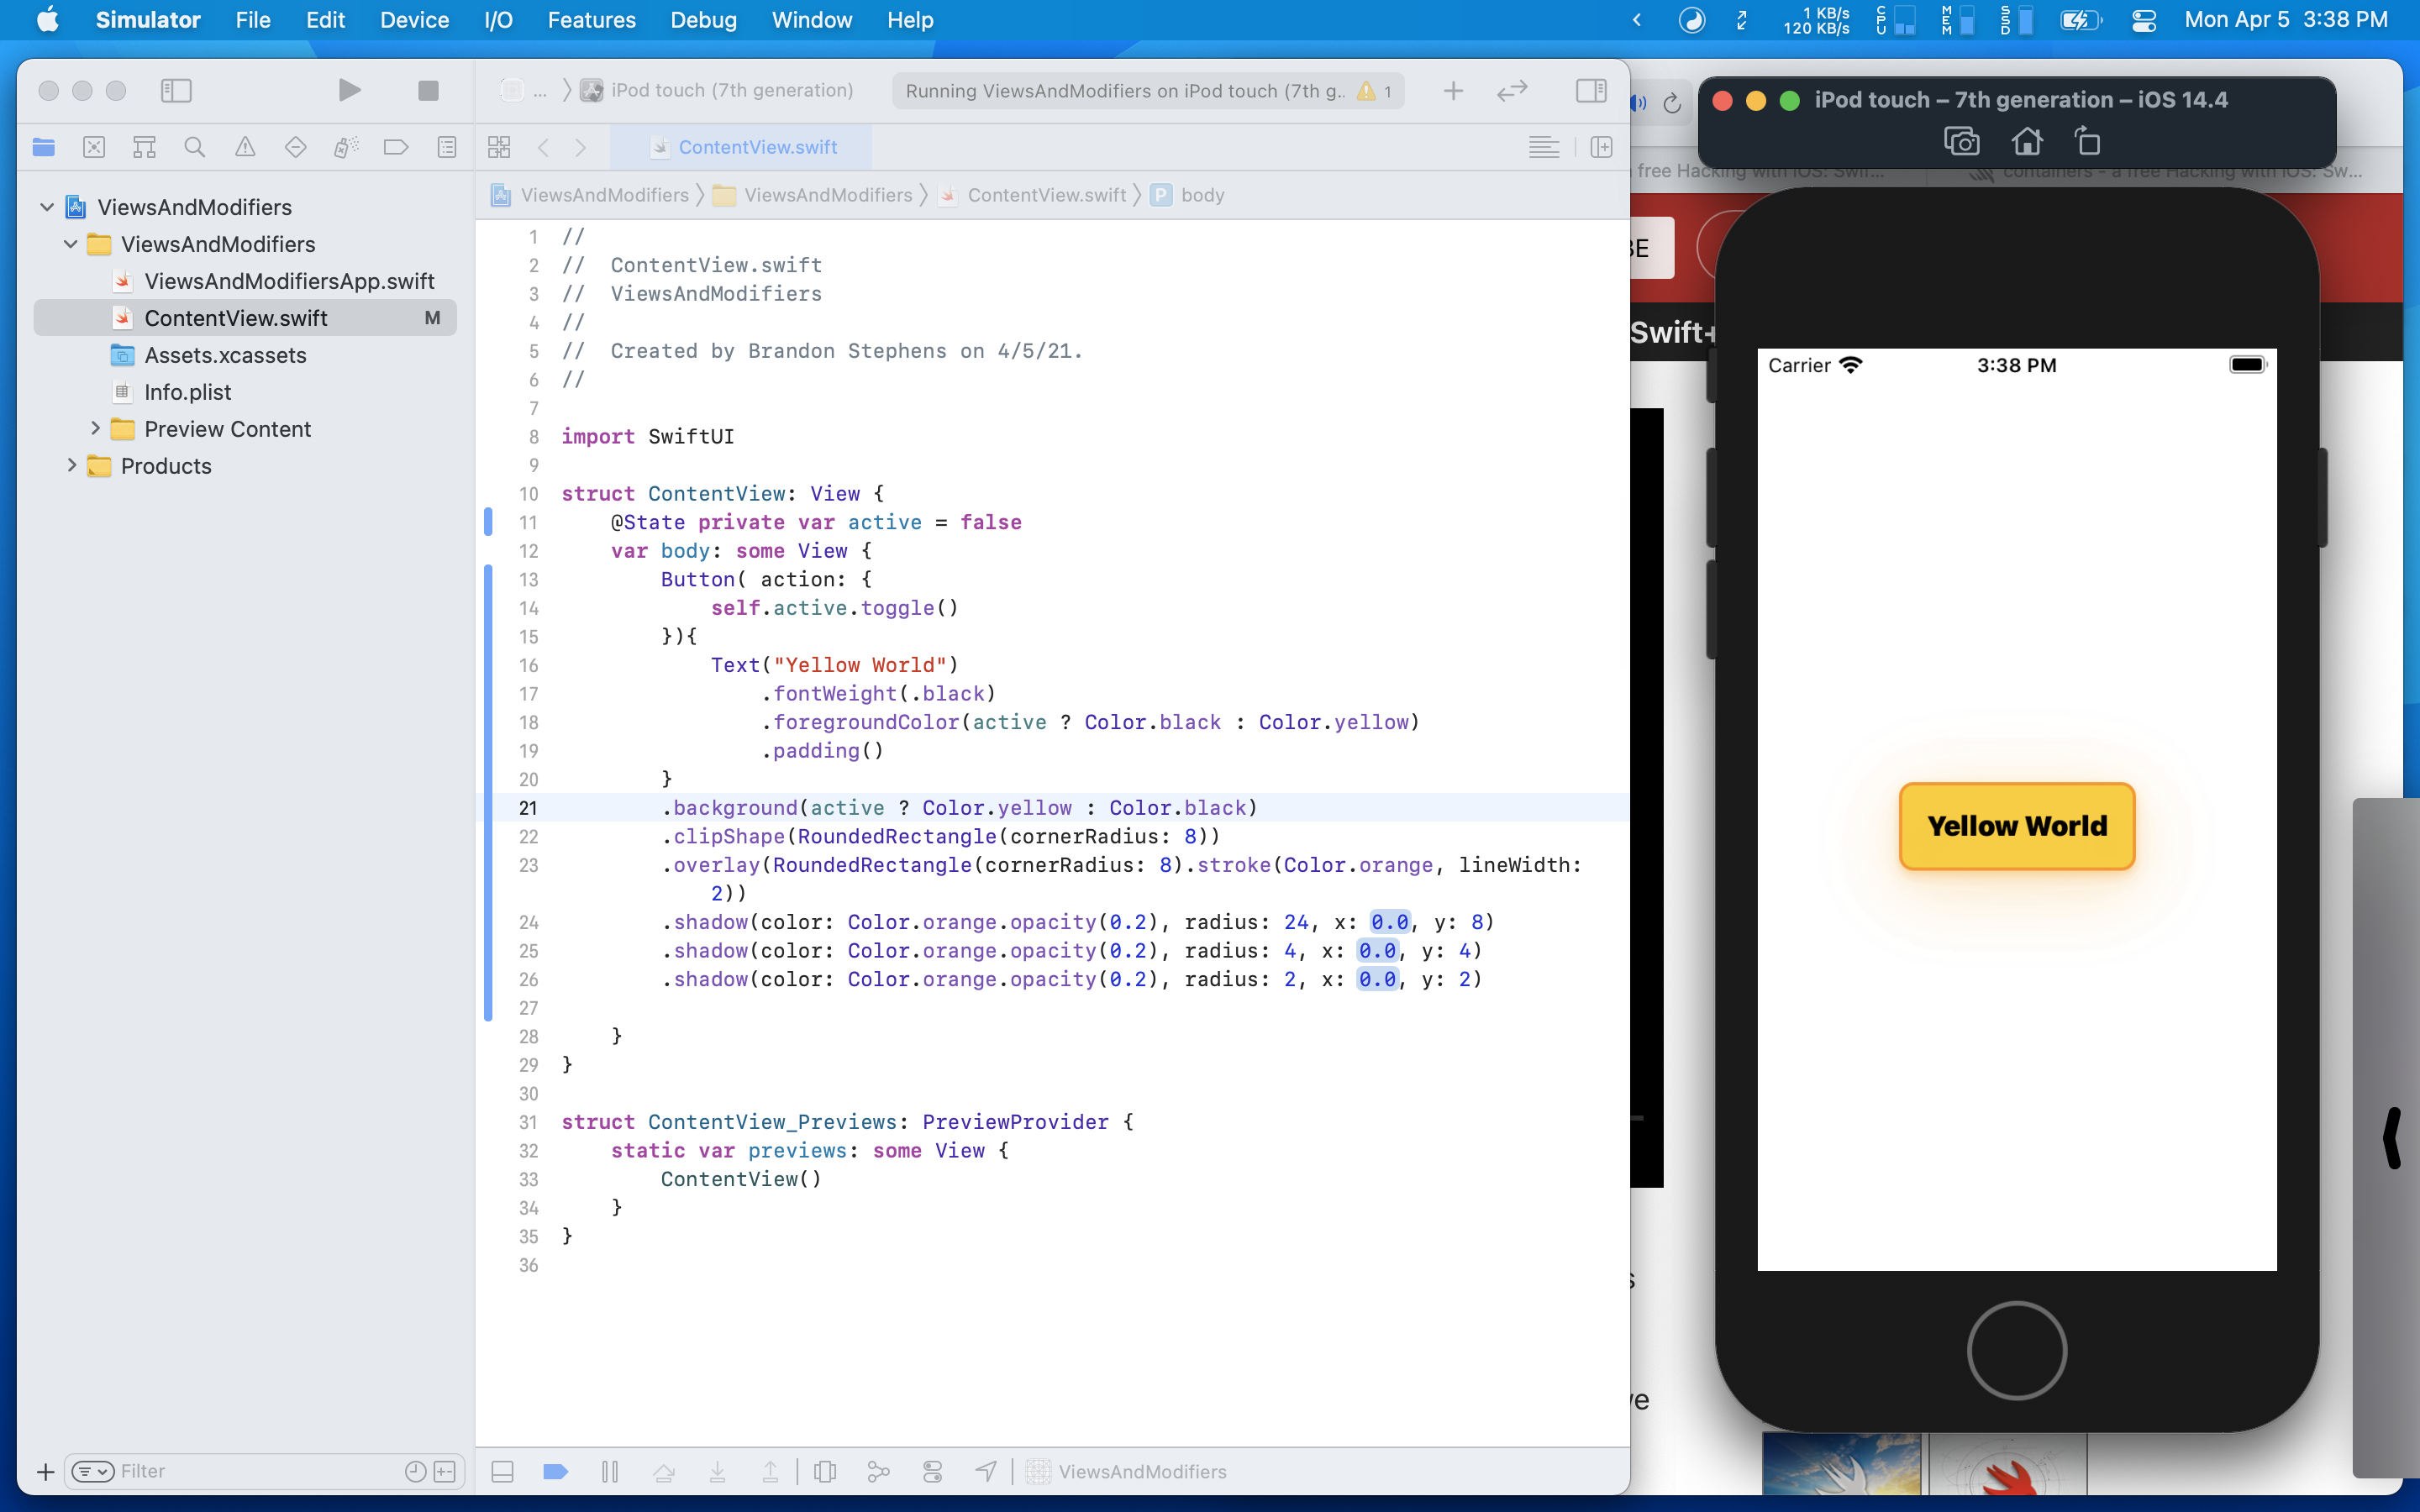 Simulator File Edit Device I/O Features Debug Window Help
1 KB/s
120 KB/s
CPU MEM SSD
Mon Apr 5 3:38 PM
... iPod touch (7th generation)
Running ViewsAndModifiers on iPod touch (7th g.. 1
iPod touch – 7th generation – iOS 14.4
ContentView.swift
free Hacking with iOS: Swif...
containers - a free Hacking with iOS: Sw...
ViewsAndModifiers ViewsAndModifiers ContentView.swift P body
ViewsAndModifiers
ViewsAndModifiers
ViewsAndModifiersApp.swift
ContentView.swift M
Assets.xcassets
Info.plist
Preview Content
Products
1 //
2 //  ContentView.swift
3 //  ViewsAndModifiers
4 //
5 //  Created by Brandon Stephens on 4/5/21.
6 //
7
8 import SwiftUI
9
10 struct ContentView: View {
11     @State private var active = false
12     var body: some View {
13         Button( action: {
14             self.active.toggle()
15         }){
16             Text("Yellow World")
17                 .fontWeight(.black)
18                 .foregroundColor(active ? Color.black : Color.yellow)
19                 .padding()
20         }
21         .background(active ? Color.yellow : Color.black)
22         .clipShape(RoundedRectangle(cornerRadius: 8))
23         .overlay(RoundedRectangle(cornerRadius: 8).stroke(Color.orange, lineWidth:
2))
24         .shadow(color: Color.orange.opacity(0.2), radius: 24, x: 0.0, y: 8)
25         .shadow(color: Color.orange.opacity(0.2), radius: 4, x: 0.0, y: 4)
26         .shadow(color: Color.orange.opacity(0.2), radius: 2, x: 0.0, y: 2)
27
28     }
29 }
30
31 struct ContentView_Previews: PreviewProvider {
32     static var previews: some View {
33         ContentView()
34     }
35 }
36
BE
Swift+
Carrier 3:38 PM
Yellow World
s
ve
Filter
ViewsAndModifiers